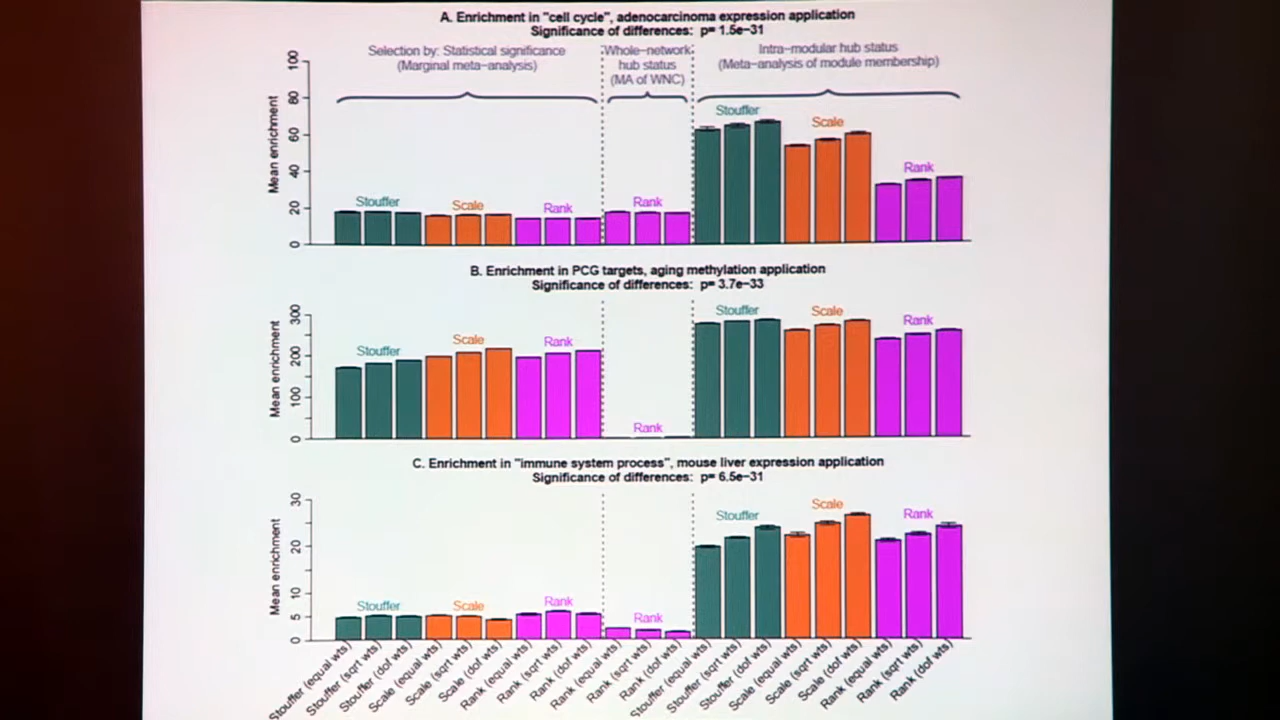 A. Enrichment in "cell cycle", adenocarcinoma expression application
Significance of differences: p= 1.5e−31
Selection by: Statistical significance
(Marginal meta−analysis)
Whole−network
hub status
(MA of WNC)
Intra−modular hub status
(Meta−analysis of module membership)
Mean enrichment
0 20 40 60 80 100
Stouffer Scale Rank Rank Stouffer Scale Rank
B. Enrichment in PCG targets, aging methylation application
Significance of differences: p= 3.7e−33
Mean enrichment
0 100 200 300
Stouffer Scale Rank Rank Stouffer Scale Rank
C. Enrichment in "immune system process", mouse liver expression application
Significance of differences: p= 6.5e−31
Mean enrichment
0 5 10 20 30
Stouffer Scale Rank Rank Stouffer Scale Rank
Stouffer (equal wts)
Stouffer (sqrt wts)
Stouffer (dof wts)
Scale (equal wts)
Scale (sqrt wts)
Scale (dof wts)
Rank (equal wts)
Rank (sqrt wts)
Rank (dof wts)
Rank (equal wts)
Rank (sqrt wts)
Rank (dof wts)
Stouffer (equal wts)
Stouffer (sqrt wts)
Stouffer (dof wts)
Scale (equal wts)
Scale (sqrt wts)
Scale (dof wts)
Rank (equal wts)
Rank (sqrt wts)
Rank (dof wts)